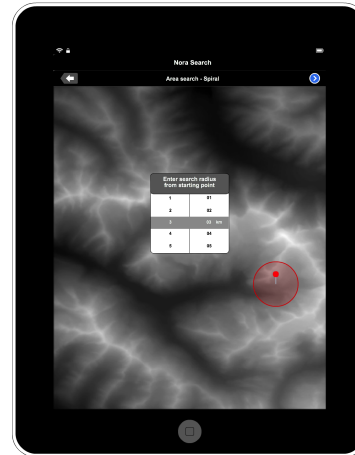 Nora Search
Area search - Spiral
Enter search radius
from starting point
1 01
2 02
3 03 km
4 04
5 05